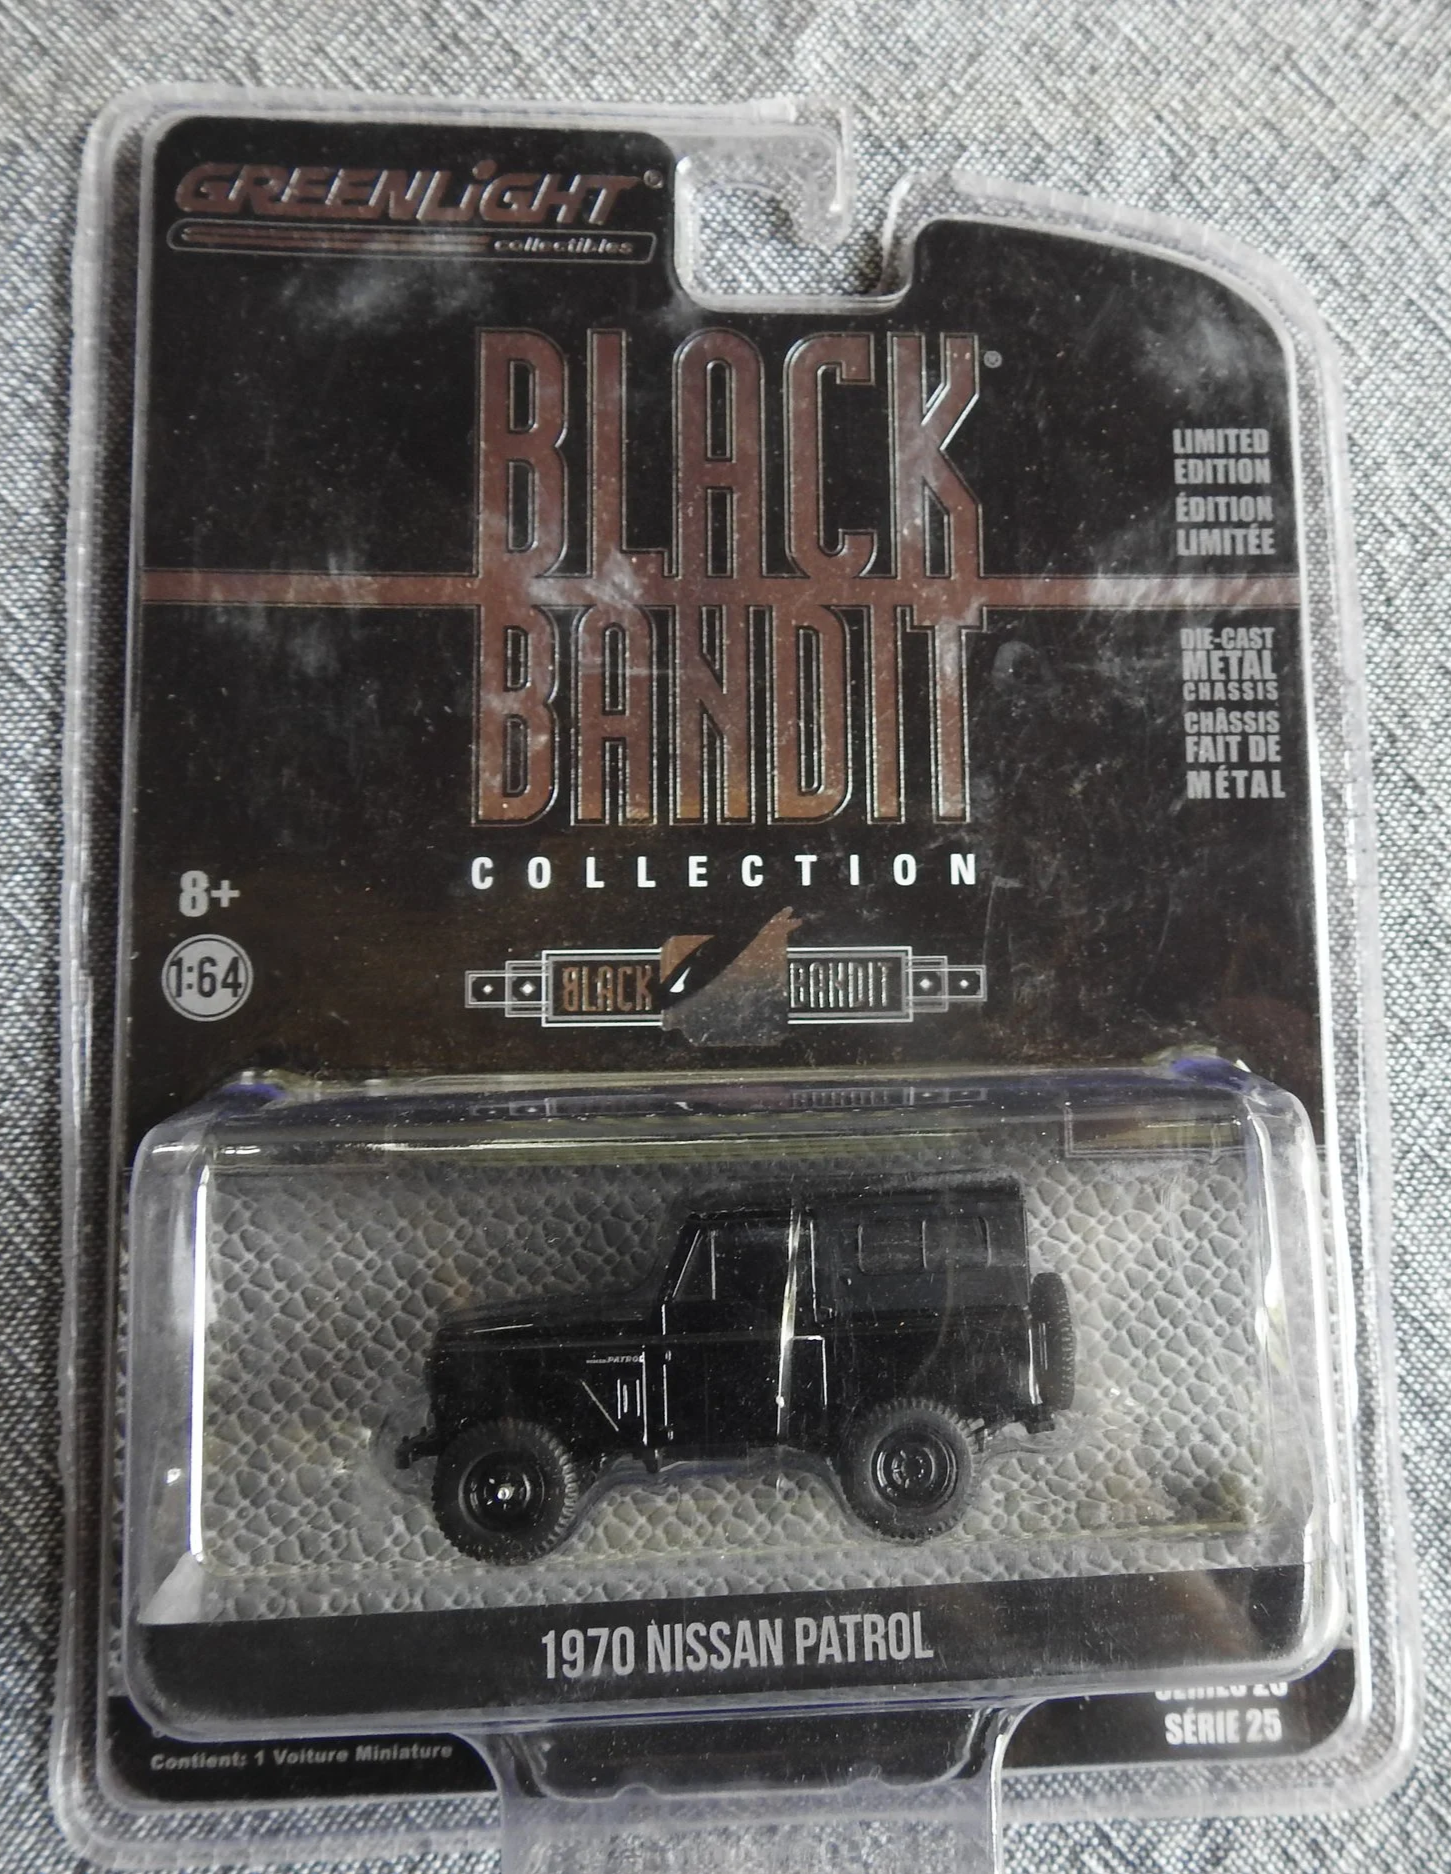 GREENLiGHT®
collectibles
BLACK®
BANDIT
COLLECTION
LIMITED
EDITION
ÉDITION
LIMITÉE
DIE-CAST
METAL
CHASSIS
CHÂSSIS
FAIT DE
MÉTAL
8+
1:64
BLACK BANDIT
PATROL
1970 NISSAN PATROL
SÉRIE 25
Contient: 1 Voiture Miniature